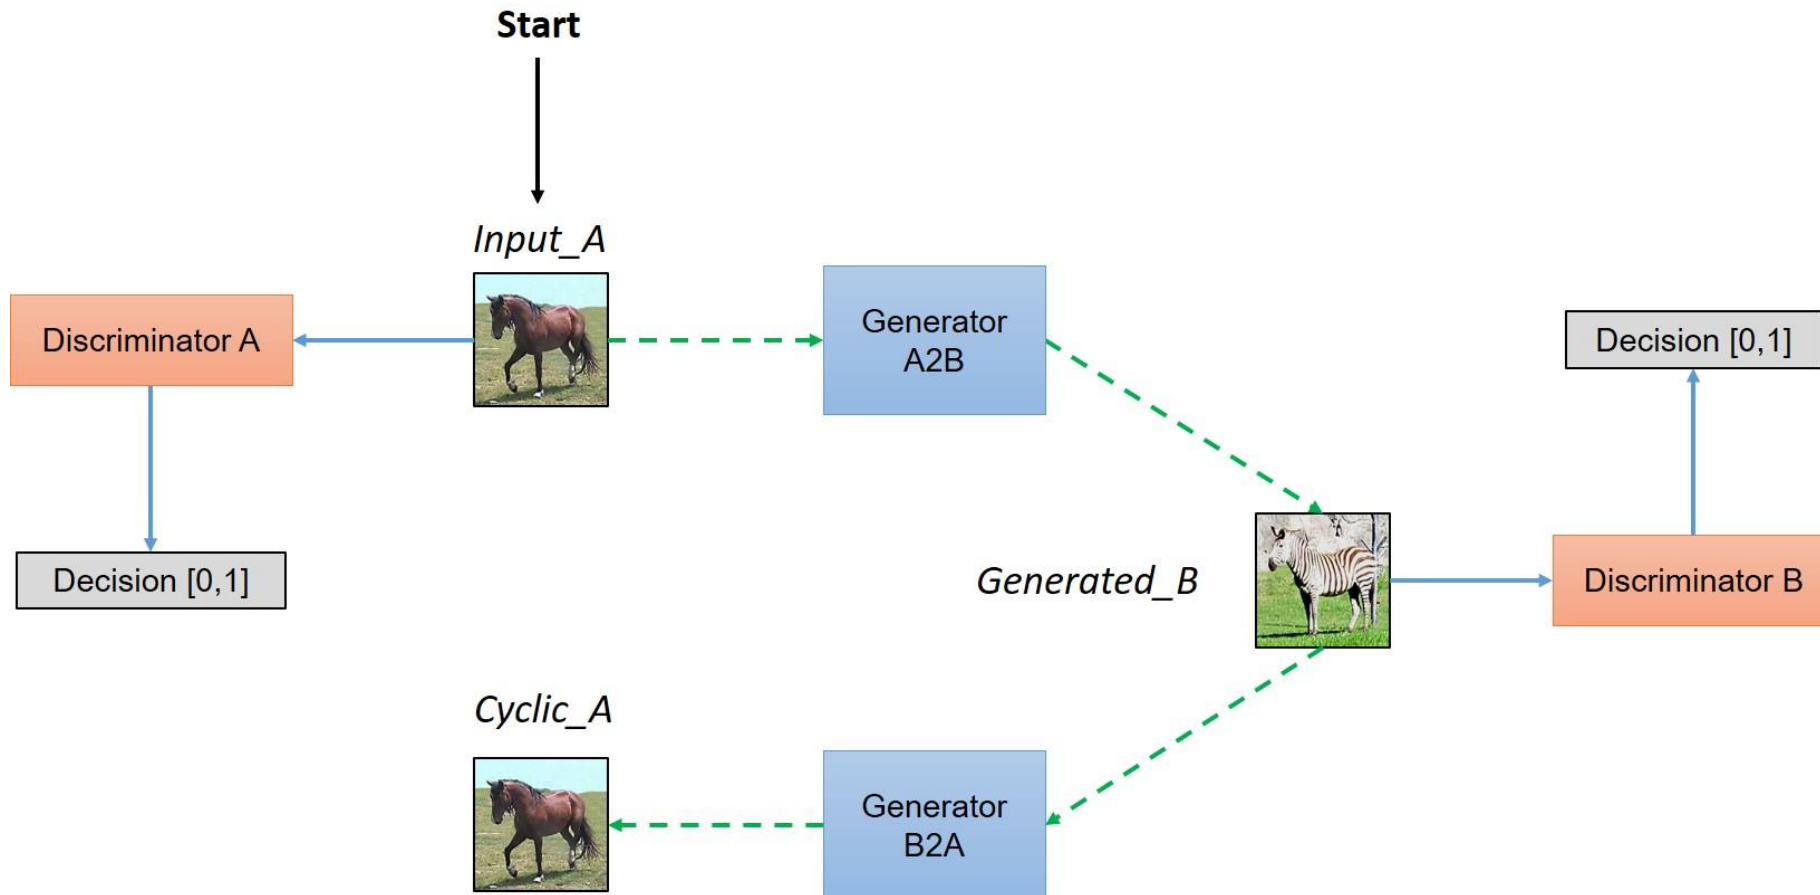 Start
Input_A
Discriminator A
Generator
A2B
Decision [0,1]
Decision [0,1]
Generated_B
Discriminator B
Cyclic_A
Generator
B2A